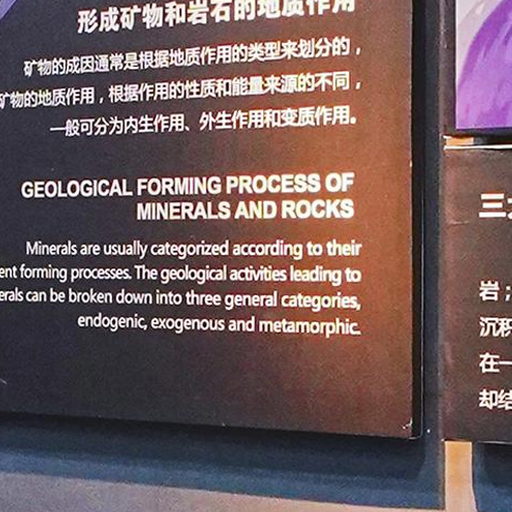 形成矿物和岩石的地质作用
矿物的成因通常是根据地质作用的类型来划分的，
矿物的地质作用，根据作用的性质和能量来源的不同，
一般可分为内生作用、外生作用和变质作用。
GEOLOGICAL FORMING PROCESS OF
MINERALS AND ROCKS
Minerals are usually categorized according to their
ent forming processes. The geological activities leading to
erals can be broken down into three general categories,
endogenic, exogenous and metamorphic.
三
岩；
沉积
在一
却结